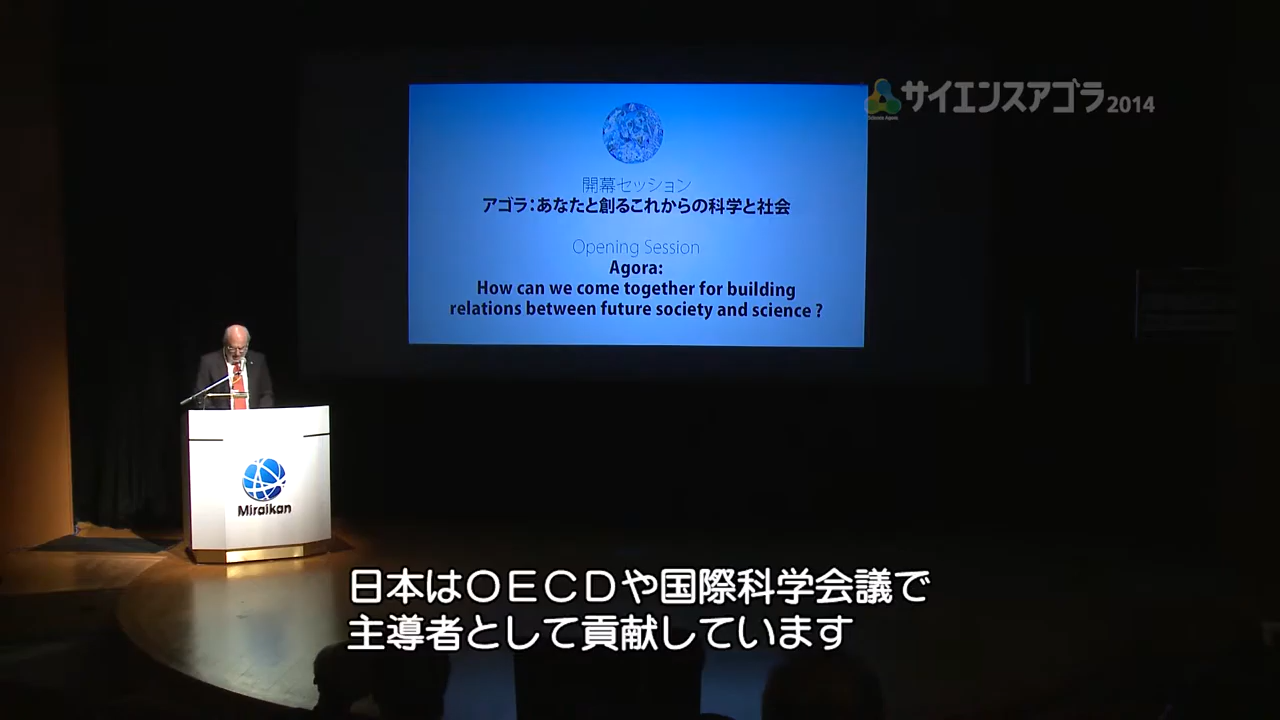 サイエンスアゴラ2014
Science Agora
開幕セッション
アゴラ：あなたと創るこれからの科学と社会
Opening Session
Agora:
How can we come together for building
relations between future society and science ?
Miraikan
日本はＯＥＣＤや国際科学会議で
主導者として貢献しています